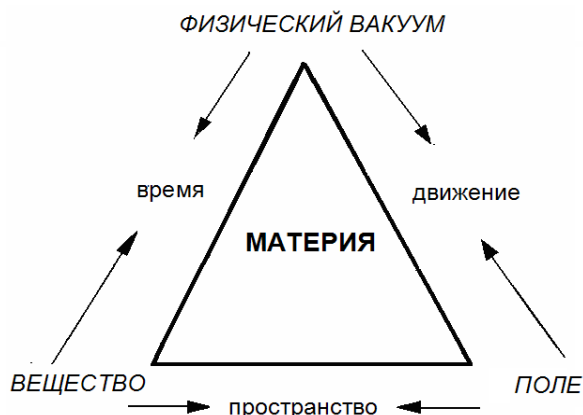 ФИЗИЧЕСКИЙ ВАКУУМ
время
движение
МАТЕРИЯ
ВЕЩЕСТВО
ПОЛЕ
пространство